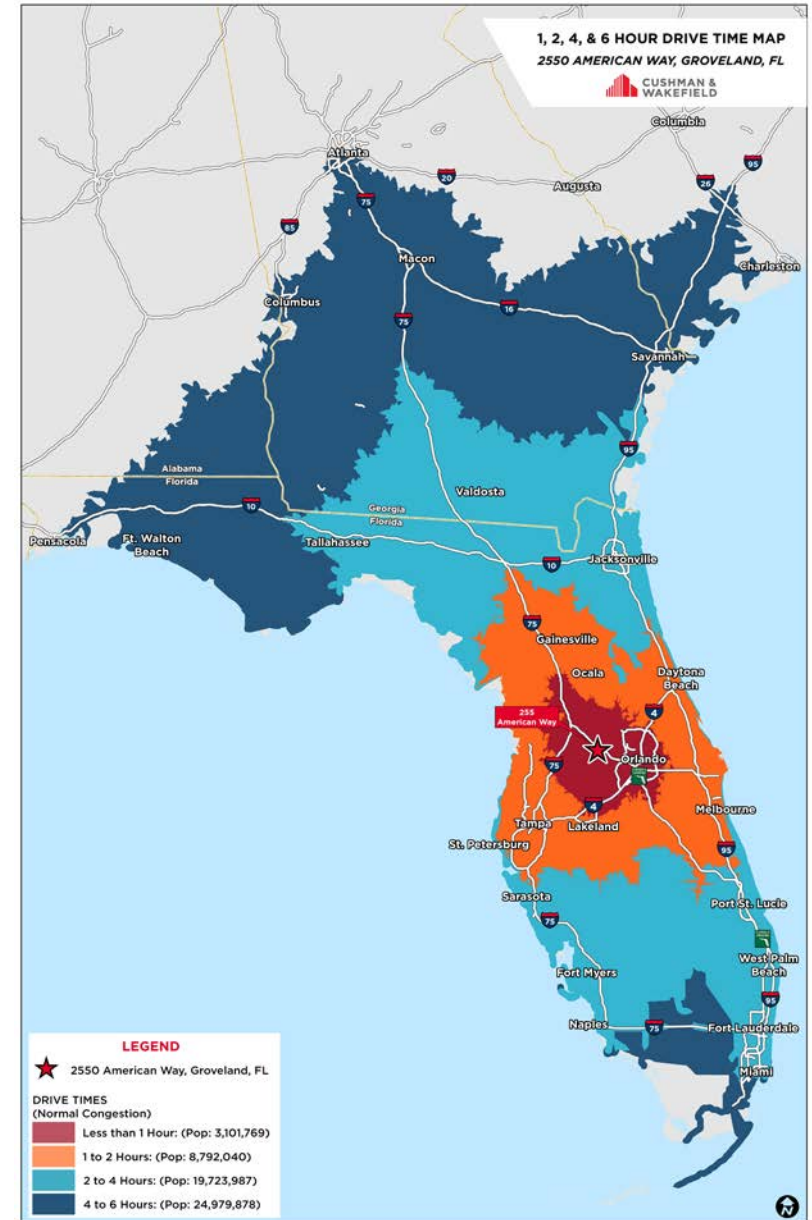 1, 2, 4, & 6 HOUR DRIVE TIME MAP
2550 AMERICAN WAY, GROVELAND, FL
CUSHMAN &
WAKEFIELD
Columbia
Atlanta
95
20
26
Augusta
75
85
Macon
Charleston
Columbus
16
75
Savannah
95
Alabama
Florida
Valdosta
10
Georgia
Florida
Pensacola
Ft. Walton
Beach
Tallahassee
10
Jacksonville
75
Gainesville
Ocala
Daytona
Beach
255
American Way
4
Orlando
75
4
Melbourne
Tampa
Lakeland
St. Petersburg
95
Sarasota
Port St. Lucie
75
West Palm
Beach
Fort Myers
95
Naples
75
Fort Lauderdale
Miami
LEGEND
2550 American Way, Groveland, FL
DRIVE TIMES
(Normal Congestion)
Less than 1 Hour: (Pop: 3,101,769)
1 to 2 Hours: (Pop: 8,792,040)
2 to 4 Hours: (Pop: 19,723,987)
4 to 6 Hours: (Pop: 24,979,878)
N